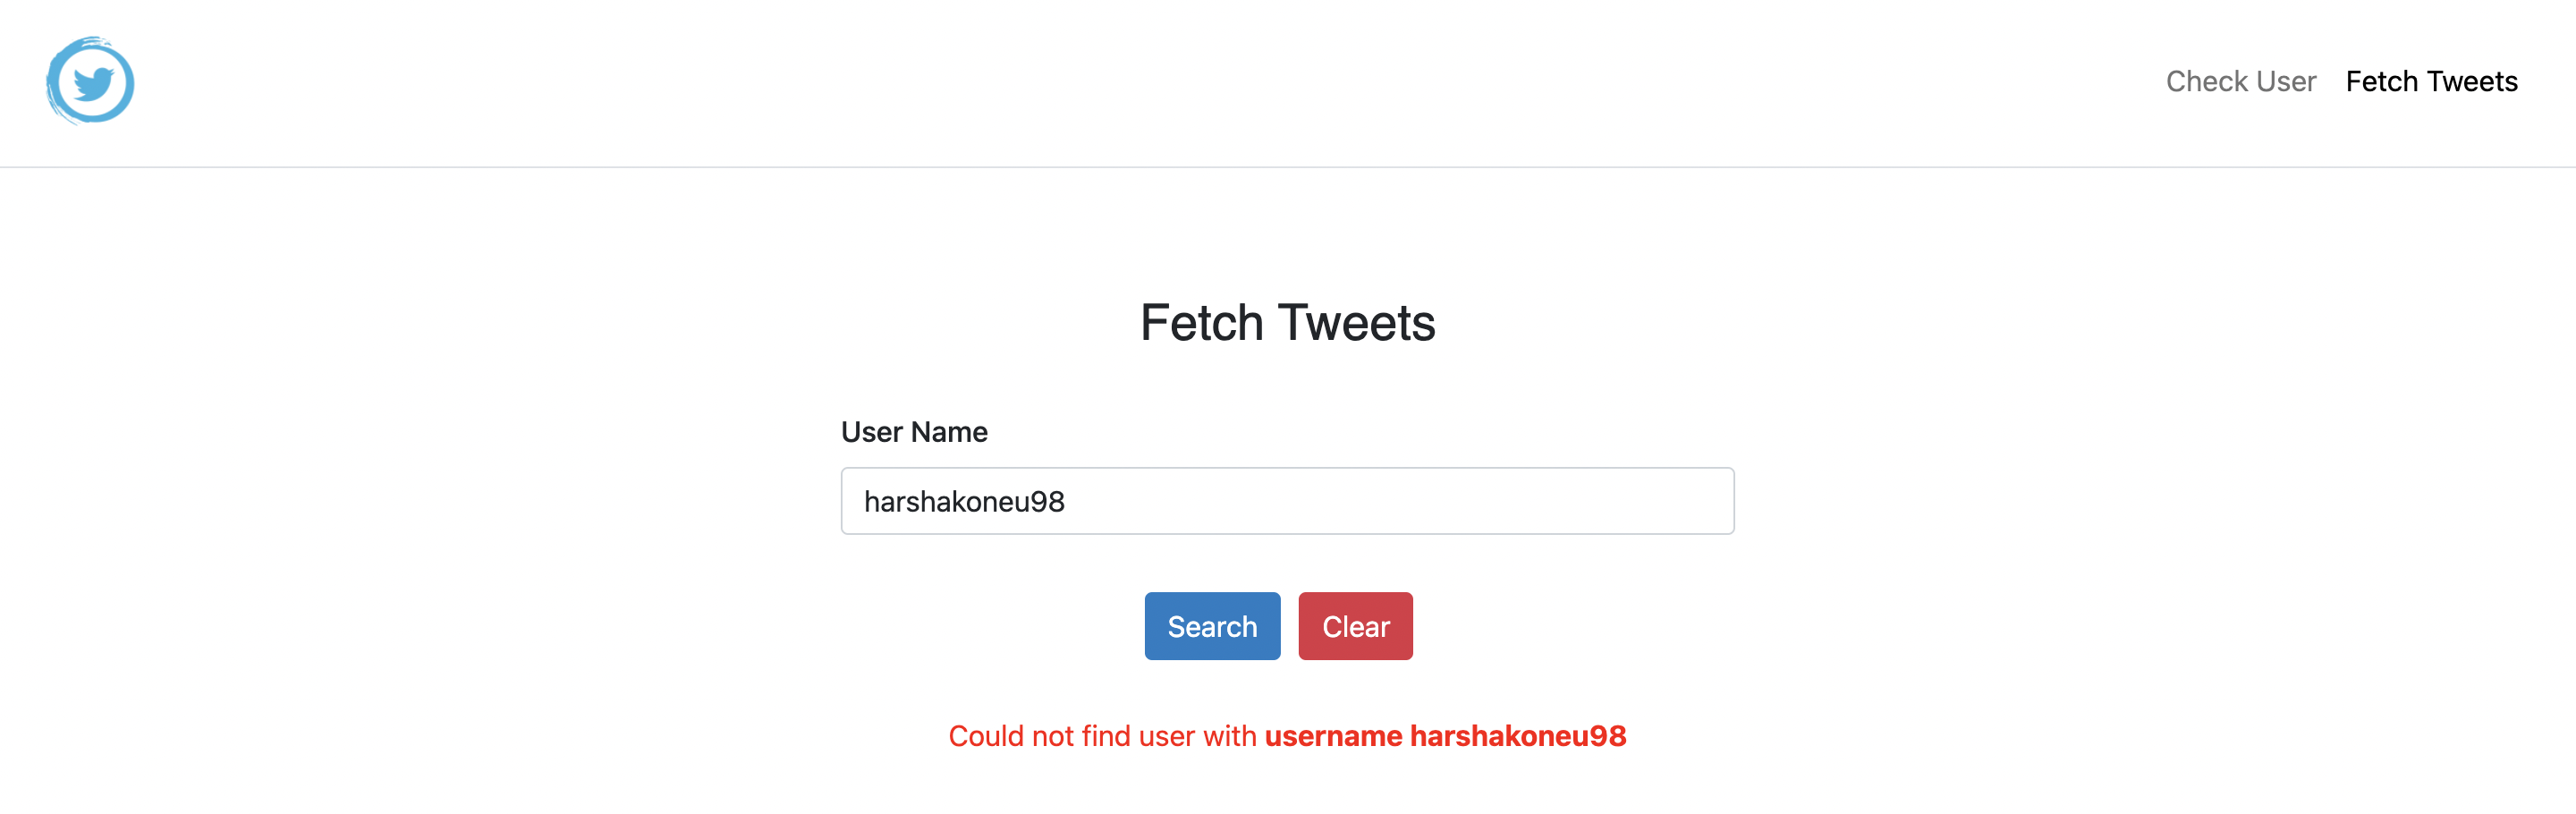 Check User Fetch Tweets
Fetch Tweets
User Name
harshakoneu98
Search Clear
Could not find user with username harshakoneu98